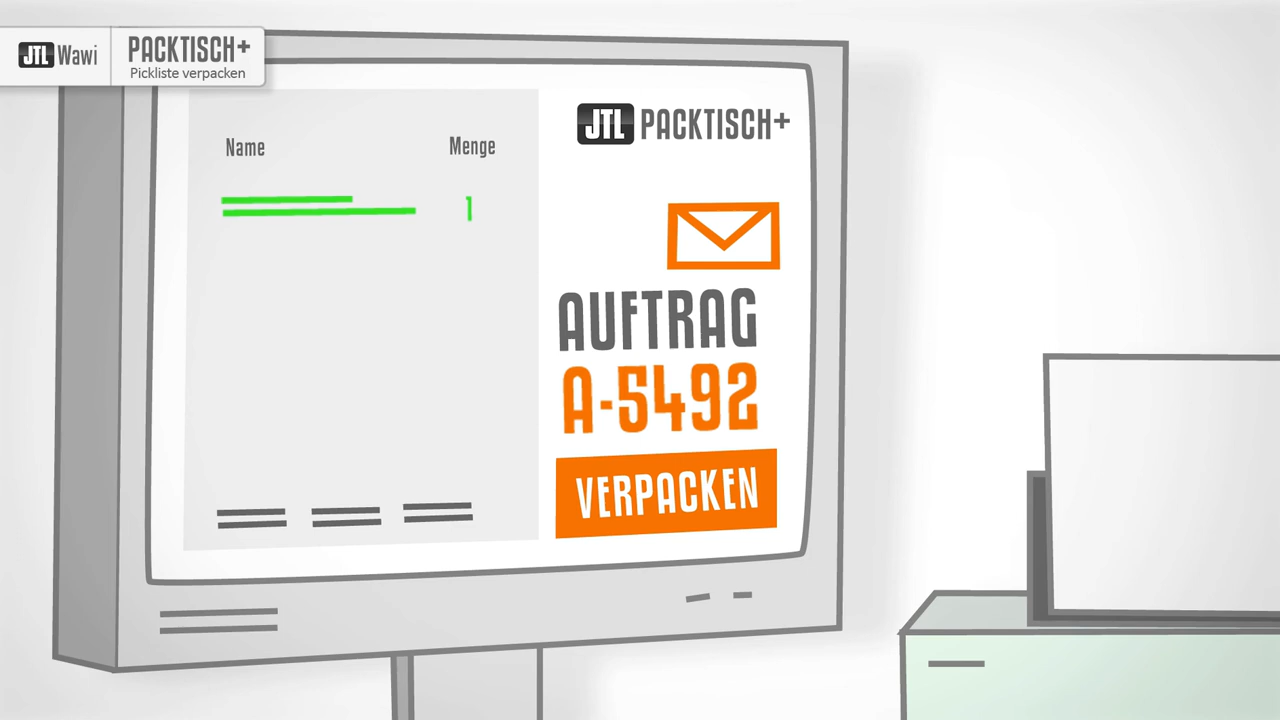 JTL Wawi
PACKTISCH+
Pickliste verpacken
Name Menge
1
JTL PACKTISCH+
AUFTRAG
A-5492
VERPACKEN